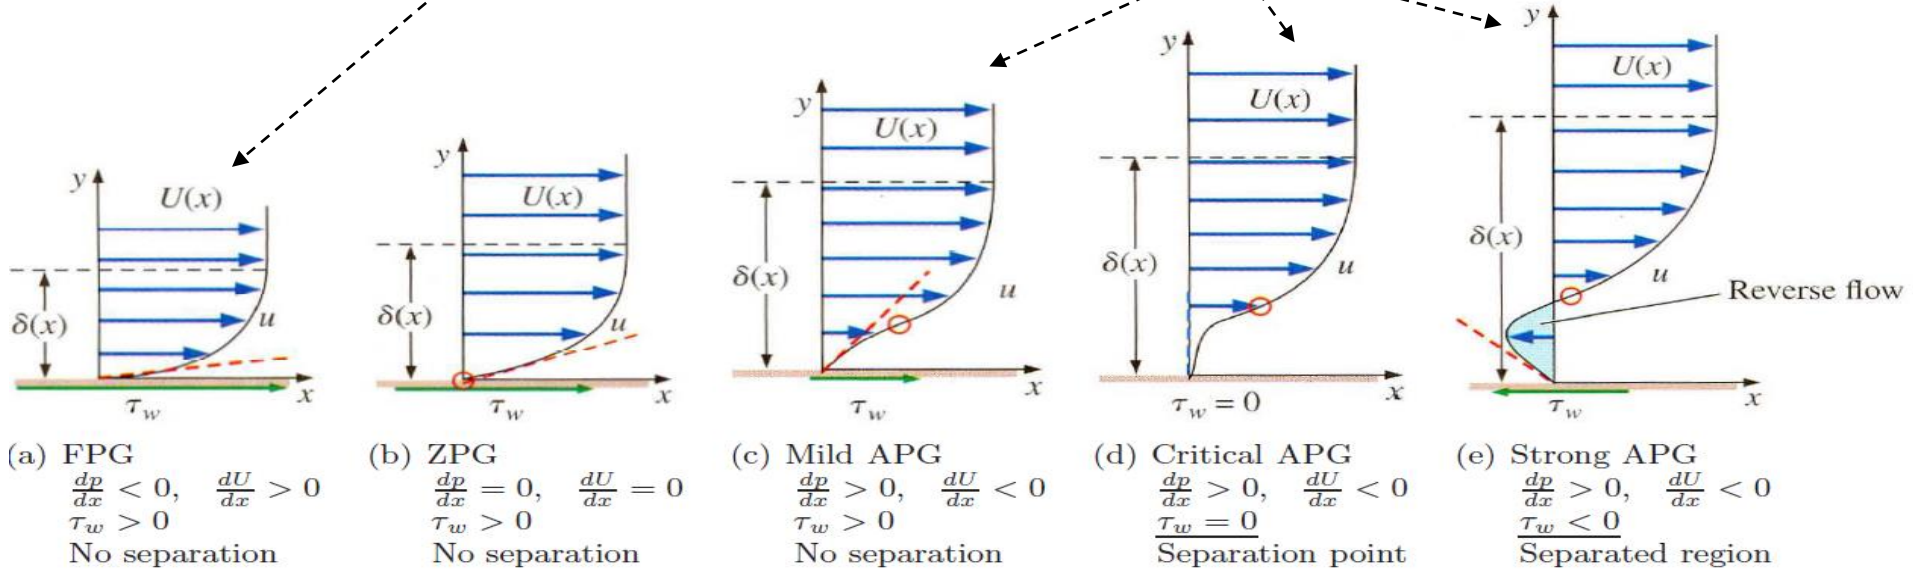 y
U(x)
δ(x)
u
τw
x
y
U(x)
δ(x)
u
τw
x
y
U(x)
δ(x)
u
τw
x
y
U(x)
δ(x)
u
τw = 0
x
y
U(x)
δ(x)
u
Reverse flow
τw
x
(a) FPG
dp/dx < 0, dU/dx > 0
τw > 0
No separation
(b) ZPG
dp/dx = 0, dU/dx = 0
τw > 0
No separation
(c) Mild APG
dp/dx > 0, dU/dx < 0
τw > 0
No separation
(d) Critical APG
dp/dx > 0, dU/dx < 0
τw = 0
Separation point
(e) Strong APG
dp/dx > 0, dU/dx < 0
τw < 0
Separated region